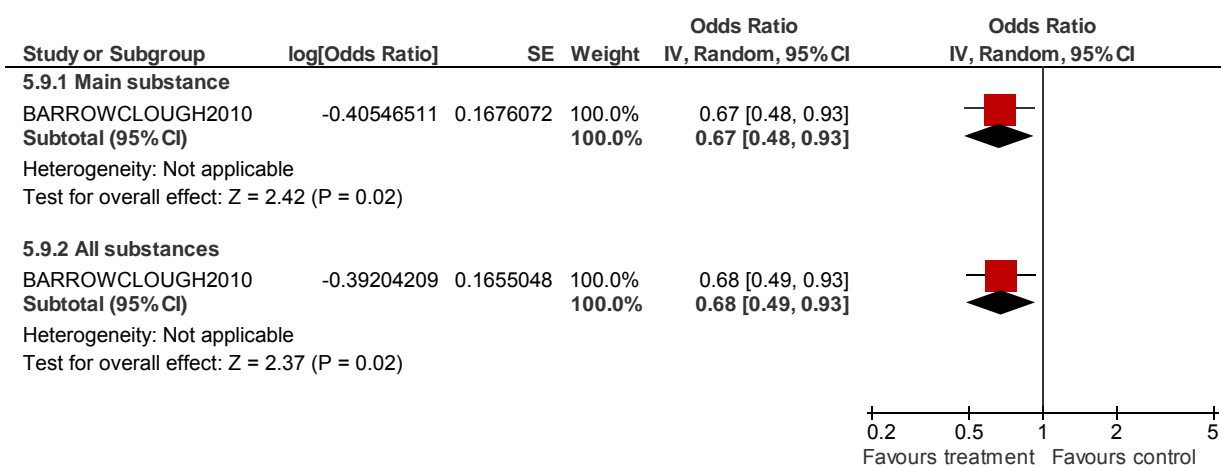 Odds Ratio Odds Ratio
Study or Subgroup log[Odds Ratio] SE Weight IV, Random, 95% CI IV, Random, 95% CI
5.9.1 Main substance
BARROWCLOUGH2010 -0.40546511 0.1676072 100.0% 0.67 [0.48, 0.93]
Subtotal (95% CI) 100.0% 0.67 [0.48, 0.93]
Heterogeneity: Not applicable
Test for overall effect: Z = 2.42 (P = 0.02)
5.9.2 All substances
BARROWCLOUGH2010 -0.39204209 0.1655048 100.0% 0.68 [0.49, 0.93]
Subtotal (95% CI) 100.0% 0.68 [0.49, 0.93]
Heterogeneity: Not applicable
Test for overall effect: Z = 2.37 (P = 0.02)
0.2 0.5 1 2 5
Favours treatment Favours control